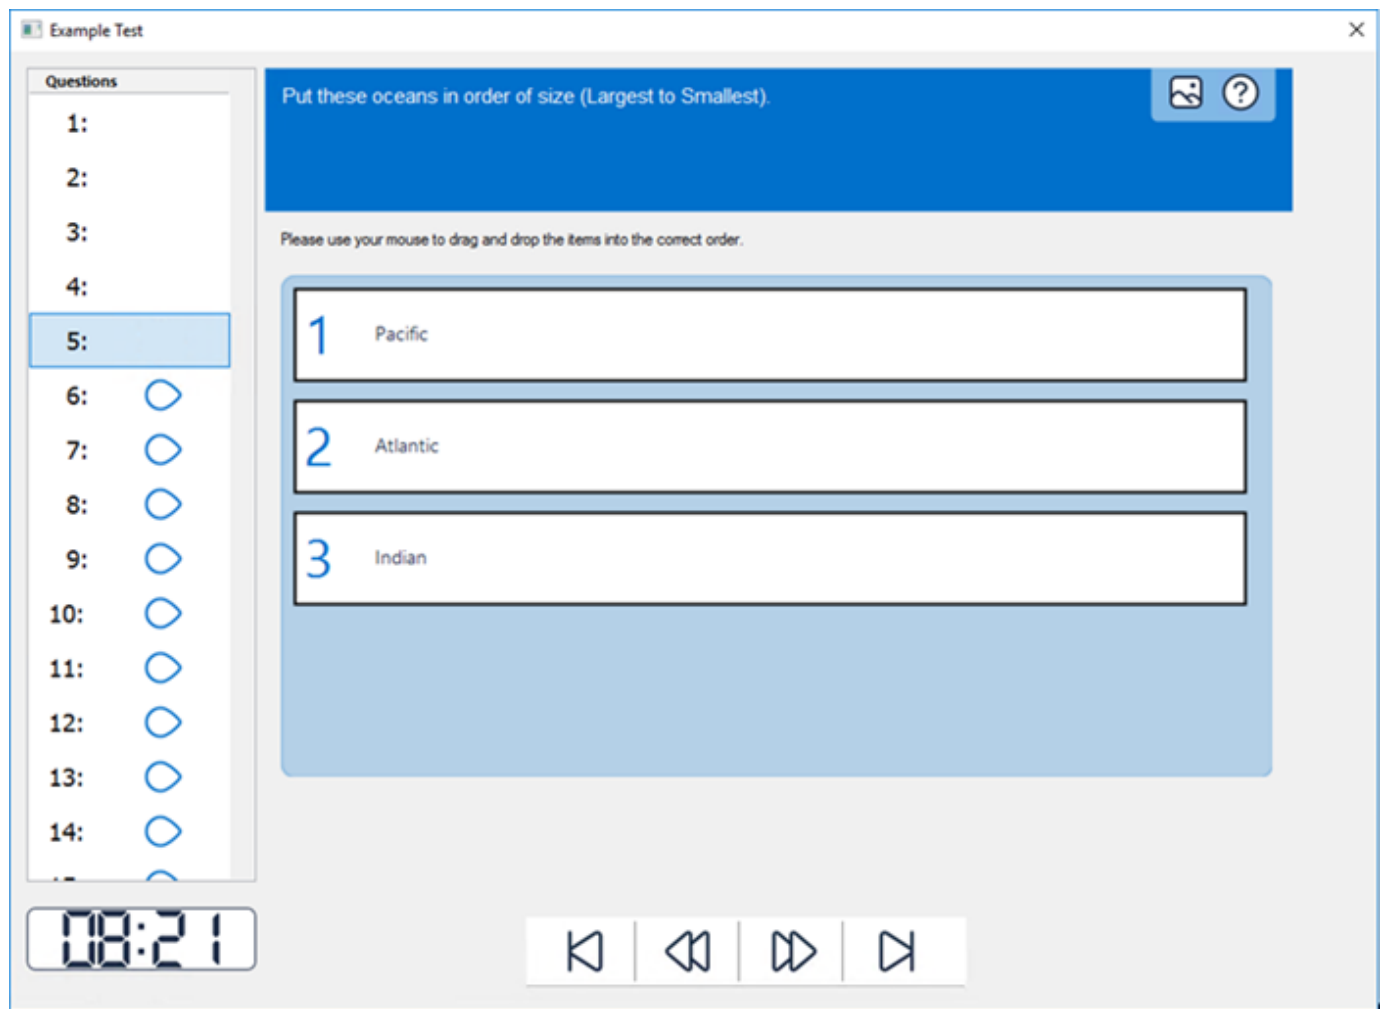 Example Test
Questions
1:
2:
3:
4:
5:
6:
7:
8:
9:
10:
11:
12:
13:
14:
Put these oceans in order of size (Largest to Smallest).
?
Please use your mouse to drag and drop the items into the correct order.
1 Pacific
2 Atlantic
3 Indian
08:21